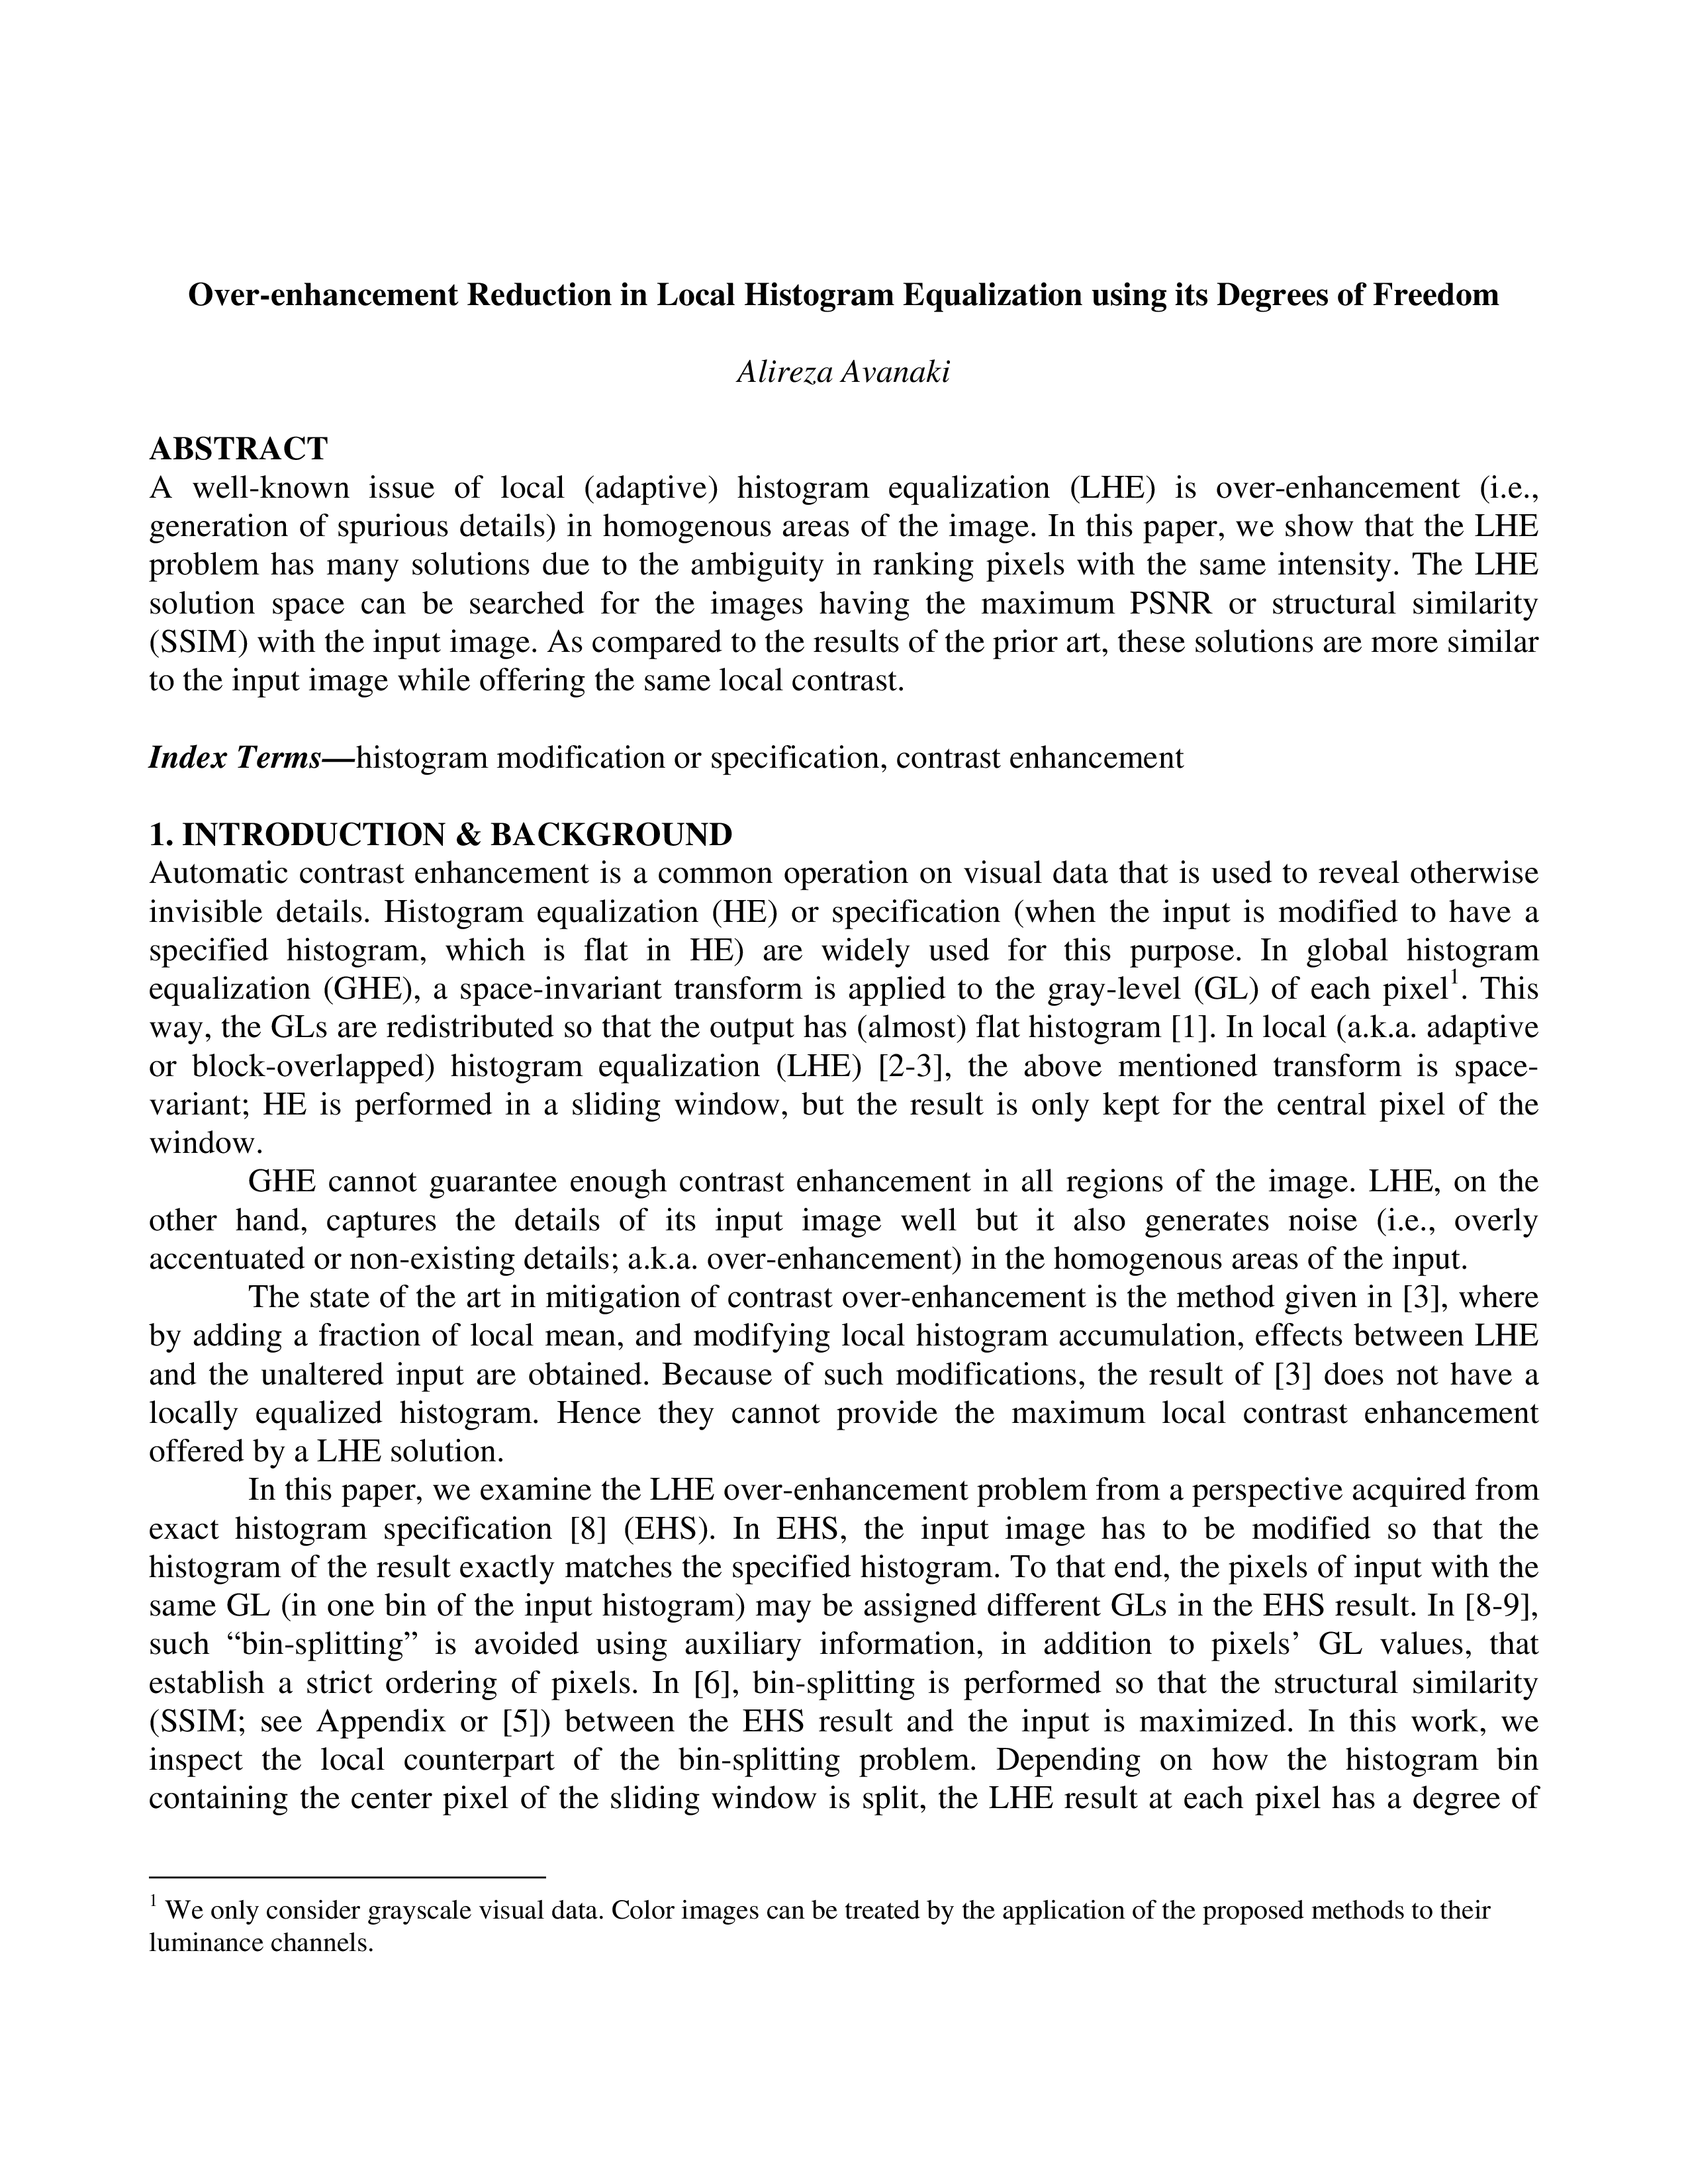 Over-enhancement Reduction in Local Histogram Equalization using its Degrees of Freedom
Alireza Avanaki
ABSTRACT
A well-known issue of local (adaptive) histogram equalization (LHE) is over-enhancement (i.e.,
generation of spurious details) in homogenous areas of the image. In this paper, we show that the LHE
problem has many solutions due to the ambiguity in ranking pixels with the same intensity. The LHE
solution space can be searched for the images having the maximum PSNR or structural similarity
(SSIM) with the input image. As compared to the results of the prior art, these solutions are more similar
to the input image while offering the same local contrast.
Index Terms—histogram modification or specification, contrast enhancement
1. INTRODUCTION & BACKGROUND
Automatic contrast enhancement is a common operation on visual data that is used to reveal otherwise
invisible details. Histogram equalization (HE) or specification (when the input is modified to have a
specified histogram, which is flat in HE) are widely used for this purpose. In global histogram
equalization (GHE), a space-invariant transform is applied to the gray-level (GL) of each pixel1. This
way, the GLs are redistributed so that the output has (almost) flat histogram [1]. In local (a.k.a. adaptive
or block-overlapped) histogram equalization (LHE) [2-3], the above mentioned transform is space-
variant; HE is performed in a sliding window, but the result is only kept for the central pixel of the
window.
GHE cannot guarantee enough contrast enhancement in all regions of the image. LHE, on the
other hand, captures the details of its input image well but it also generates noise (i.e., overly
accentuated or non-existing details; a.k.a. over-enhancement) in the homogenous areas of the input.
The state of the art in mitigation of contrast over-enhancement is the method given in [3], where
by adding a fraction of local mean, and modifying local histogram accumulation, effects between LHE
and the unaltered input are obtained. Because of such modifications, the result of [3] does not have a
locally equalized histogram. Hence they cannot provide the maximum local contrast enhancement
offered by a LHE solution.
In this paper, we examine the LHE over-enhancement problem from a perspective acquired from
exact histogram specification [8] (EHS). In EHS, the input image has to be modified so that the
histogram of the result exactly matches the specified histogram. To that end, the pixels of input with the
same GL (in one bin of the input histogram) may be assigned different GLs in the EHS result. In [8-9],
such “bin-splitting” is avoided using auxiliary information, in addition to pixels’ GL values, that
establish a strict ordering of pixels. In [6], bin-splitting is performed so that the structural similarity
(SSIM; see Appendix or [5]) between the EHS result and the input is maximized. In this work, we
inspect the local counterpart of the bin-splitting problem. Depending on how the histogram bin
containing the center pixel of the sliding window is split, the LHE result at each pixel has a degree of
1 We only consider grayscale visual data. Color images can be treated by the application of the proposed methods to their
luminance channels.